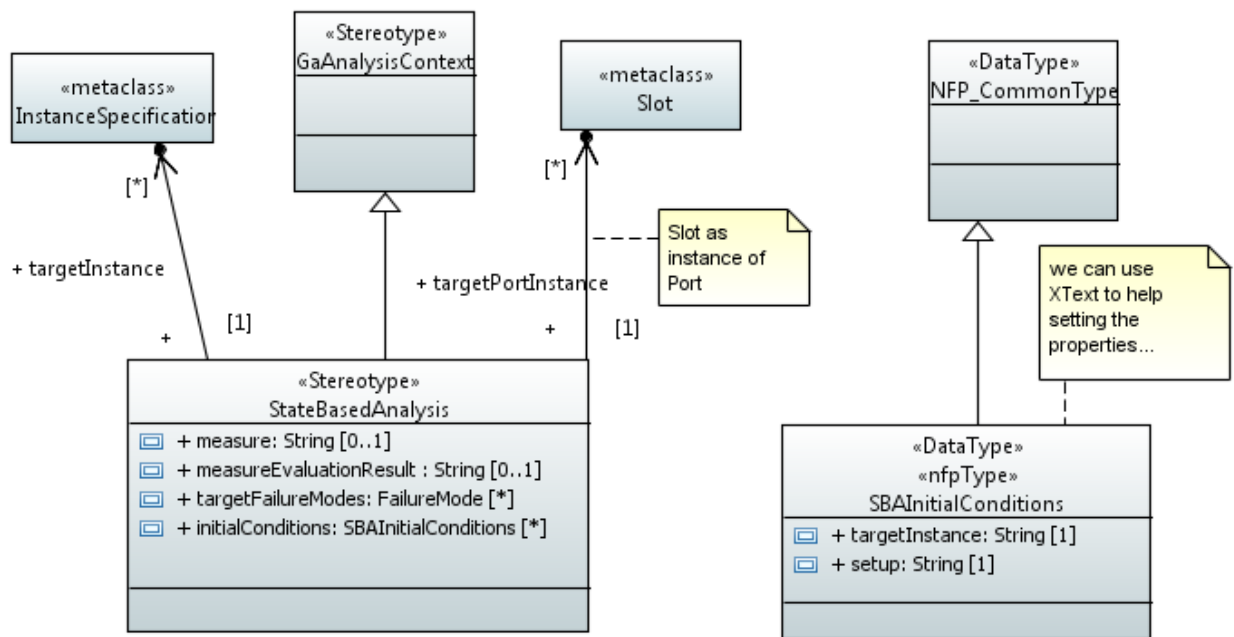 «metaclass»
InstanceSpecification
«Stereotype»
GaAnalysisContext
«metaclass»
Slot
«DataType»
NFP_CommonType
[*]
[*]
+ targetInstance
+ targetPortInstance
Slot as
instance of
Port
we can use
XText to help
setting the
properties...
+
[1]
+
[1]
«Stereotype»
StateBasedAnalysis
+ measure: String [0..1]
+ measureEvaluationResult : String [0..1]
+ targetFailureModes: FailureMode [*]
+ initialConditions: SBAInitialConditions [*]
«DataType»
«nfpType»
SBAInitialConditions
+ targetInstance: String [1]
+ setup: String [1]